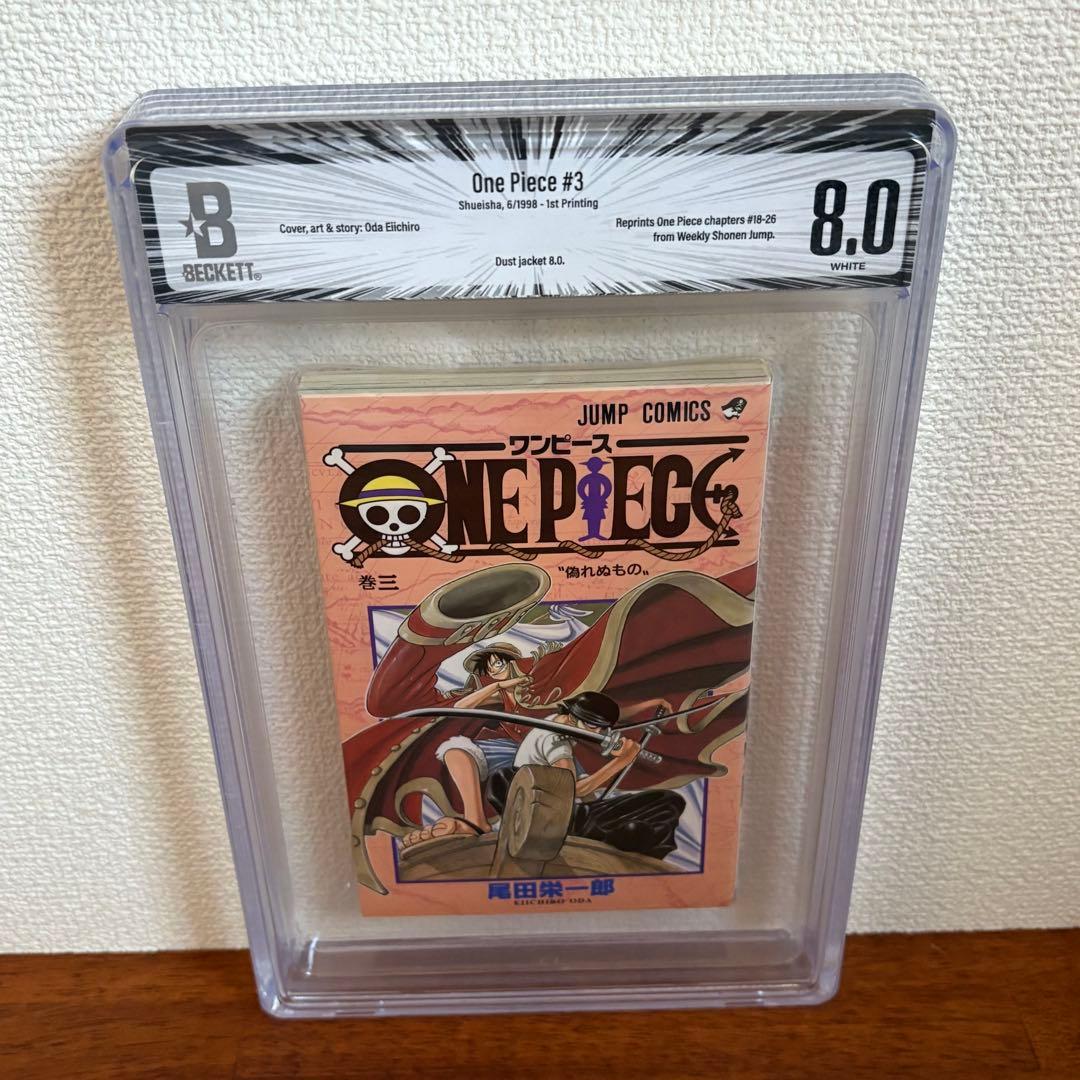 One Piece #3
Shueisha, 6/1998 - 1st Printing
Cover, art & story: Oda Eiichiro
Reprints One Piece chapters #18-26
from Weekly Shonen Jump.
Dust jacket 8.0.
B
BECKETT®
8.0
WHITE
JUMP COMICS
ワンピース
ONE PIECE
巻三
〝偽れぬもの〟
尾田栄一郎
EIICHIRO ODA